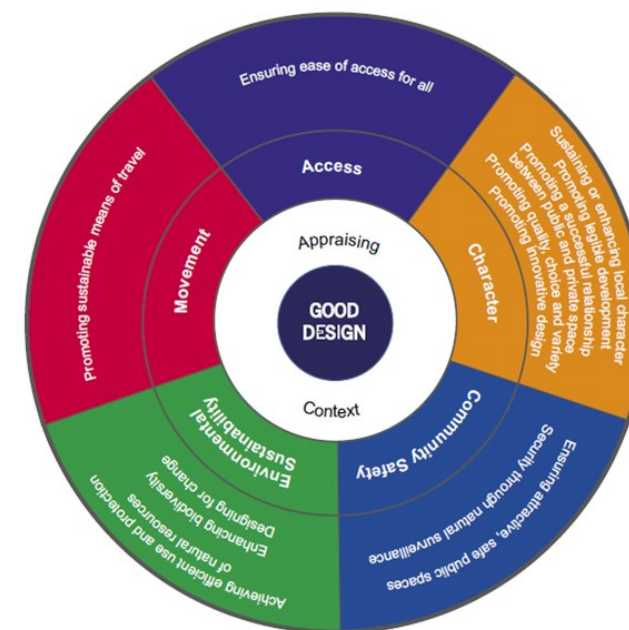 Ensuring ease of access for all
Access
Sustaining or enhancing local character
Promoting legible development
Promoting a successful relationship
between public and private space
Promoting quality, choice and variety
Promoting innovative design
Character
Community Safety
Security through natural surveillance
Ensuring attractive, safe public spaces
Environmental
Sustainability
Designing for change
Enhancing biodiversity
Achieving efficient use and protection
of natural resources
Promoting sustainable means of travel
Movement
Appraising
GOOD
DESIGN
Context